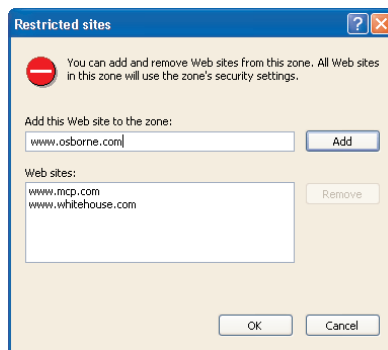 Restricted sites
You can add and remove Web sites from this zone. All Web sites
in this zone will use the zone's security settings.
Add this Web site to the zone:
www.osborne.com
Add
Web sites:
www.mcp.com
www.whitehouse.com
Remove
OK
Cancel